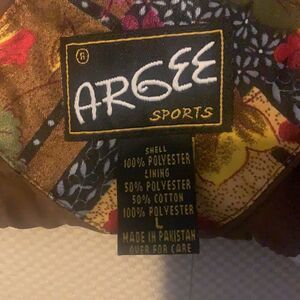 ®
ARGEE
SPORTS
SHELL
100% POLYESTER
LINING
50% POLYESTER
50% COTTON
100% POLYESTER
L
MADE IN PAKISTAN
OVER FOR CARE